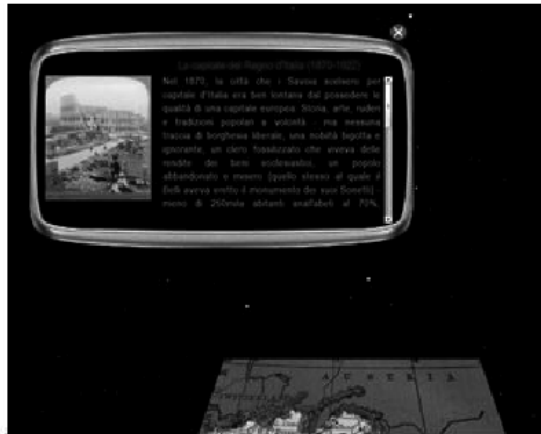 La capitale del Regno d'Italia (1870-1922)
Nel 1870, la città che i Savoia scelsero per
capitale d'Italia era ben lontana dal possedere le
qualità di una capitale europea. Storia, arte, ruderi
e tradizioni popolari a volontà - ma nessuna
traccia di borghesia liberale, una nobiltà bigotta e
ignorante, un clero fossilizzato che viveva delle
rendite dei beni ecclesiastici, un popolo
abbandonato e misero (quello stesso al quale il
Belli aveva eretto il monumento dei suoi Sonetti) -
meno di 250mila abitanti analfabeti al 70%.
AUSTRIA